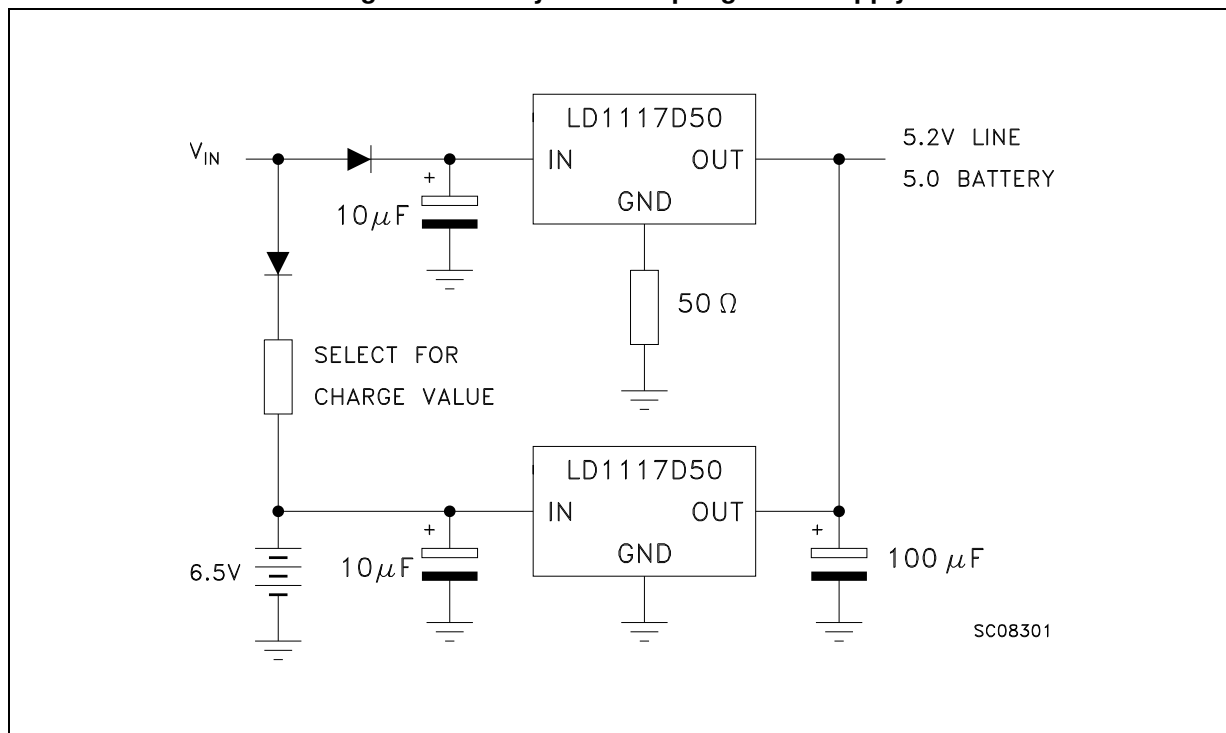 LD1117D50
V_IN
IN
OUT
GND
5.2V LINE
5.0 BATTERY
+
10μF
50 Ω
SELECT FOR
CHARGE VALUE
LD1117D50
IN
OUT
GND
+
10μF
+
100 μF
6.5V
SC08301